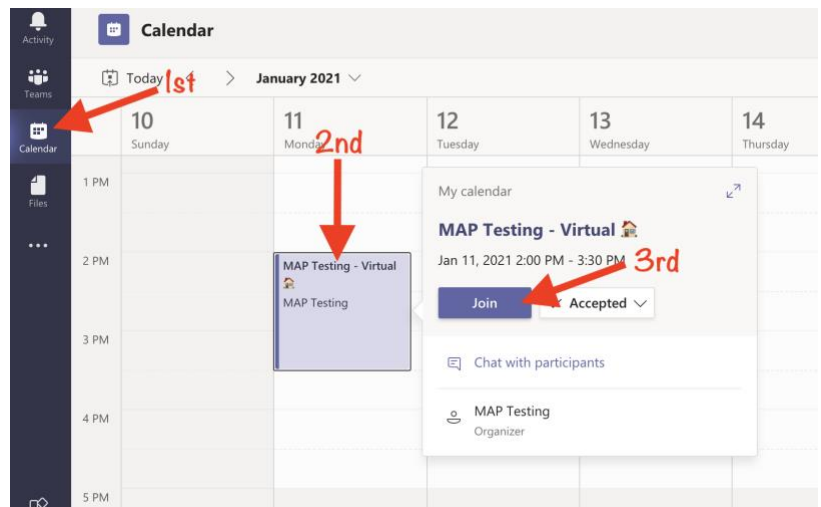 Activity
Calendar
Teams
Today
1st
January 2021
Calendar
10
11
12
13
14
Sunday
Monday
Tuesday
Wednesday
Thursday
2nd
Files
1 PM
My calendar
MAP Testing - Virtual
Jan 11, 2021 2:00 PM - 3:30 PM
3rd
2 PM
MAP Testing - Virtual
MAP Testing
Join
Accepted
3 PM
Chat with participants
4 PM
MAP Testing
Organizer
5 PM